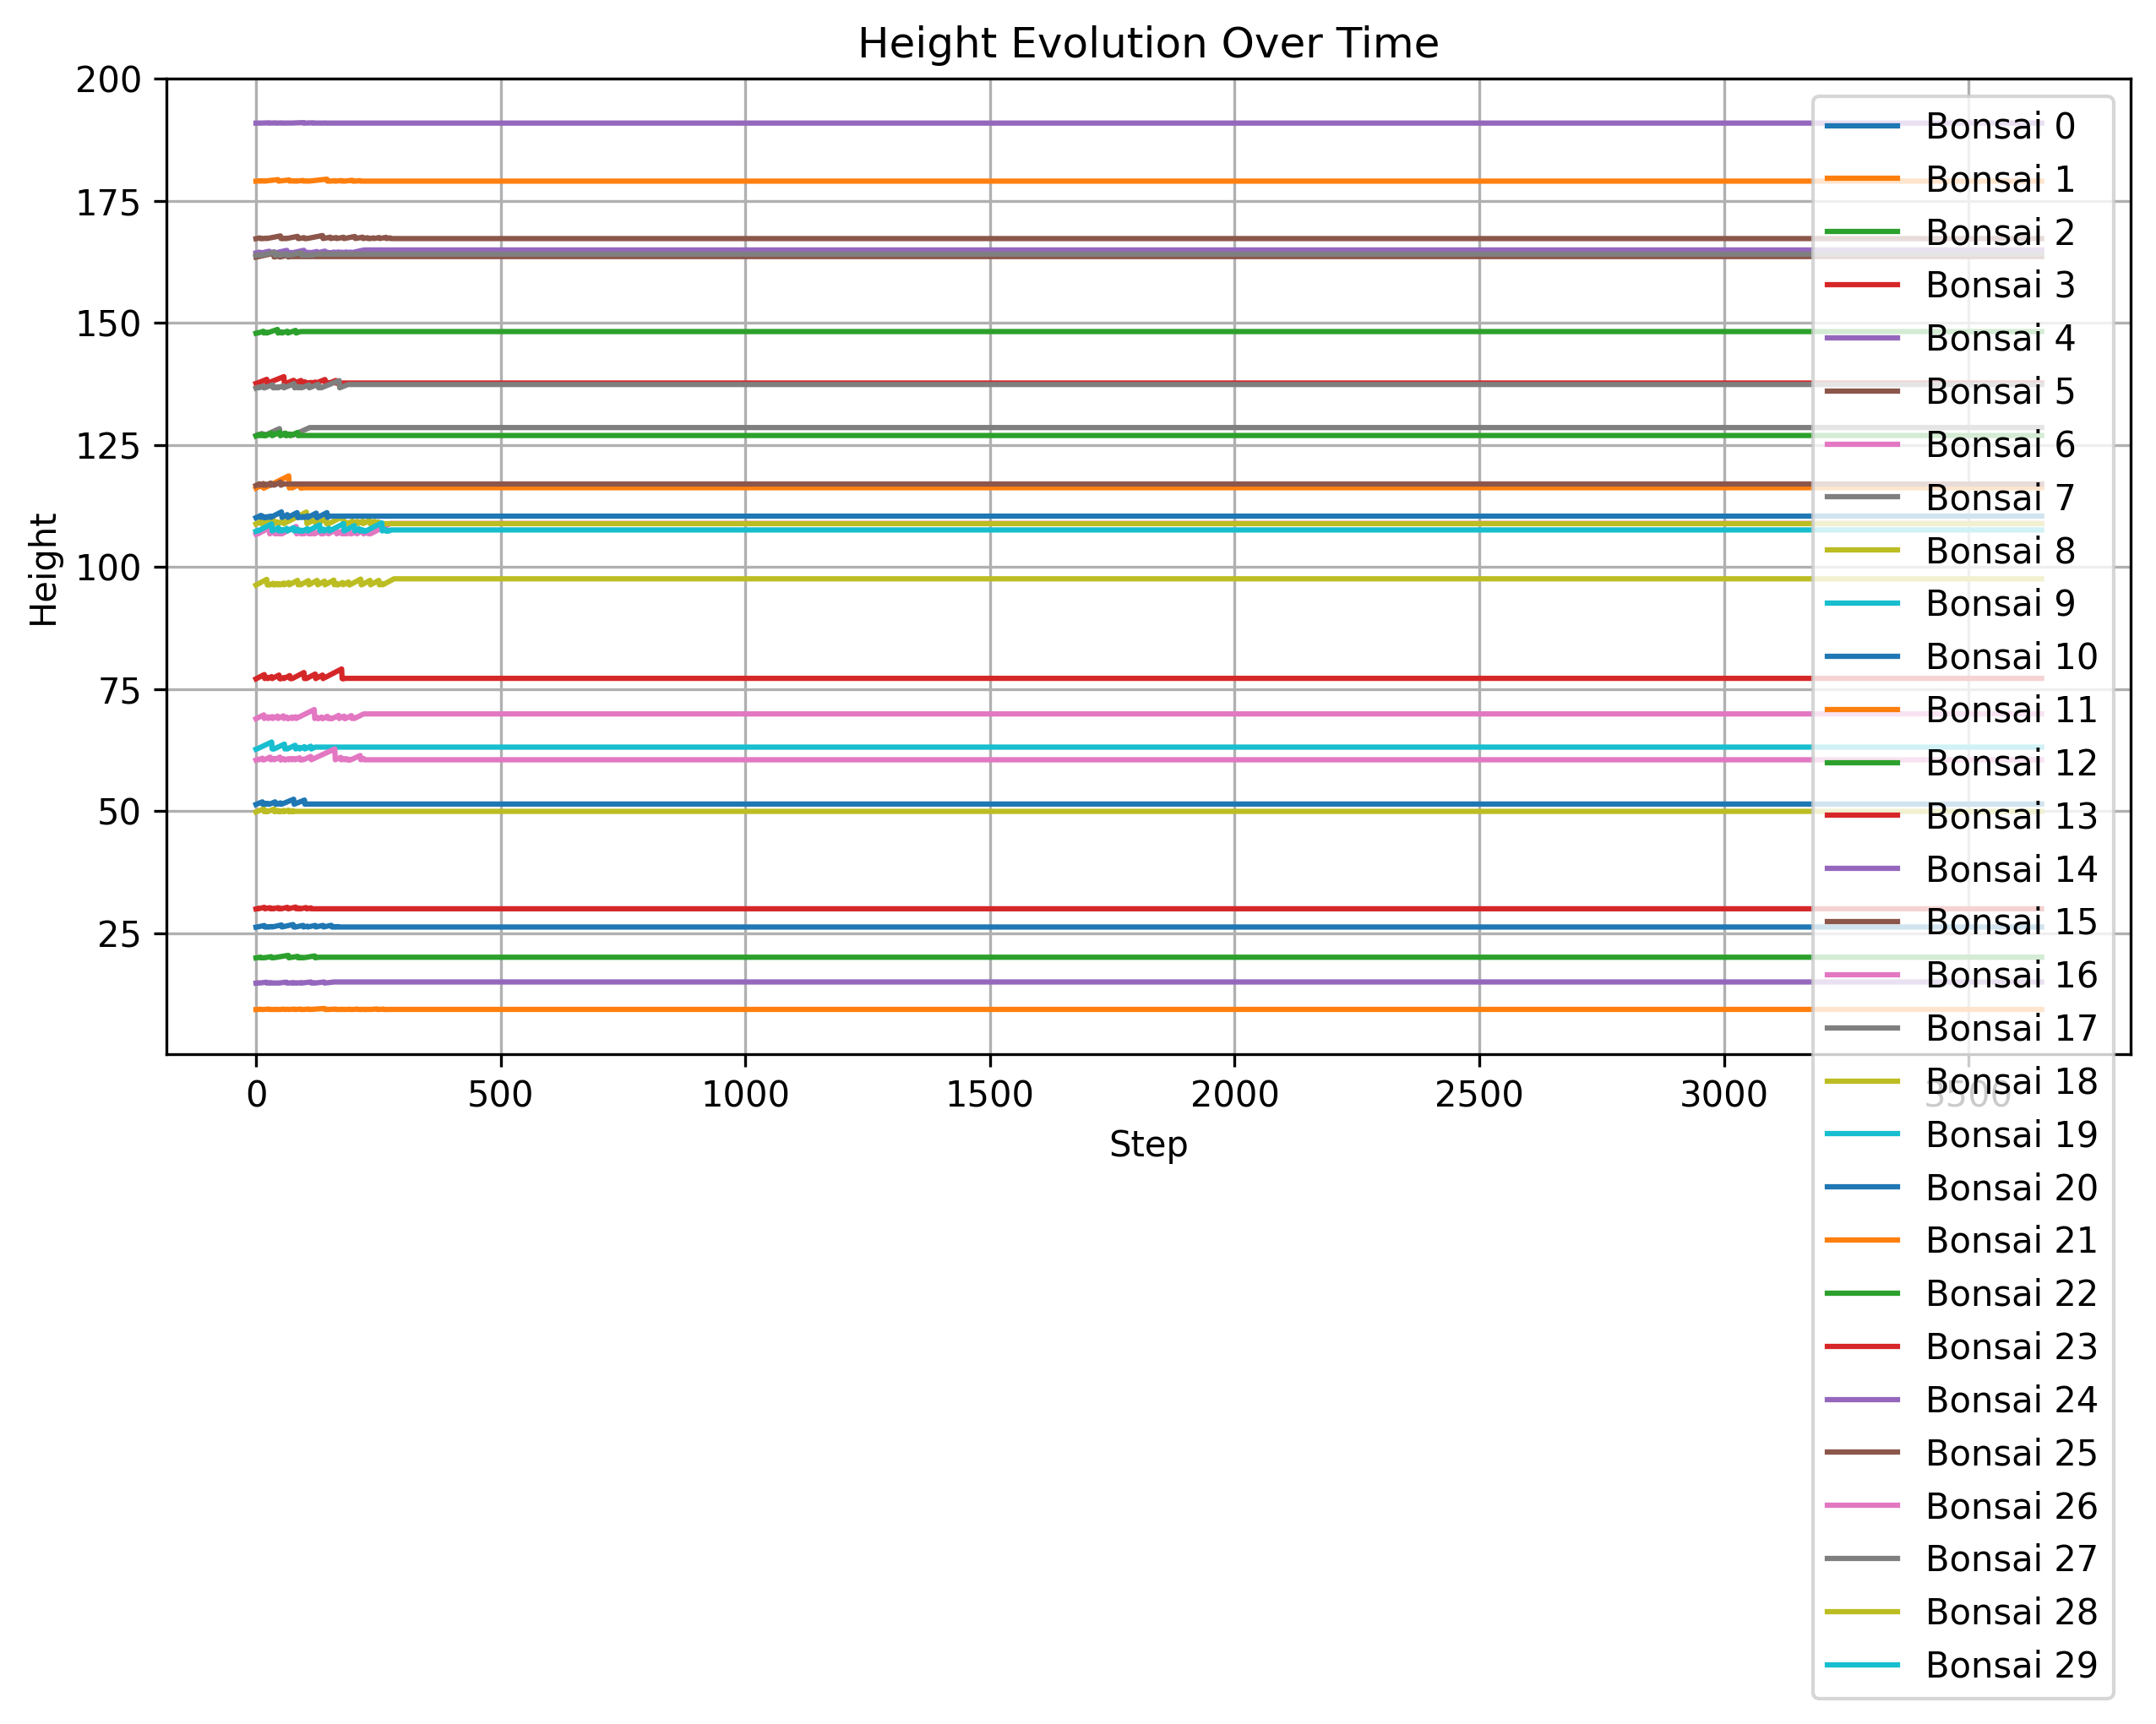 Height Evolution Over Time
200
175
150
125
100
75
50
25
Height
0
500
1000
1500
2000
2500
3000
3500
Step
Bonsai 0
Bonsai 1
Bonsai 2
Bonsai 3
Bonsai 4
Bonsai 5
Bonsai 6
Bonsai 7
Bonsai 8
Bonsai 9
Bonsai 10
Bonsai 11
Bonsai 12
Bonsai 13
Bonsai 14
Bonsai 15
Bonsai 16
Bonsai 17
Bonsai 18
Bonsai 19
Bonsai 20
Bonsai 21
Bonsai 22
Bonsai 23
Bonsai 24
Bonsai 25
Bonsai 26
Bonsai 27
Bonsai 28
Bonsai 29